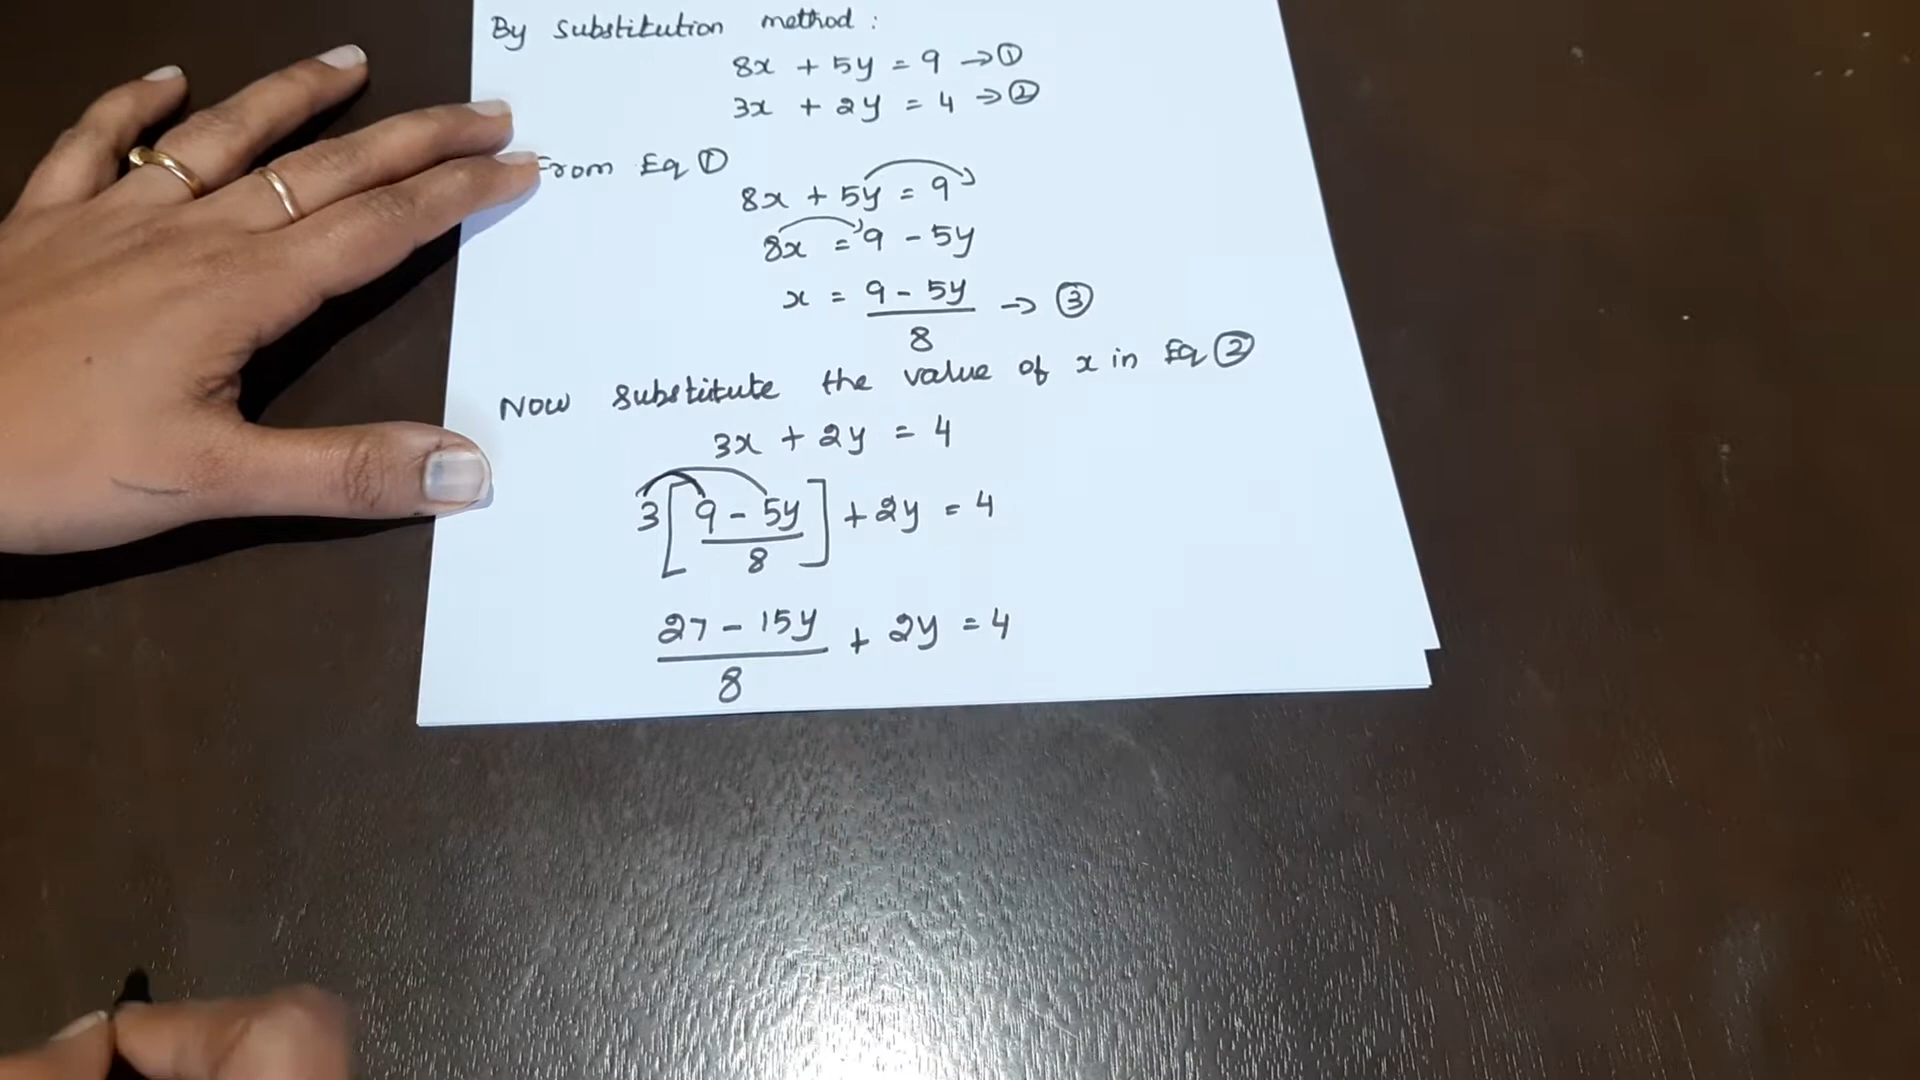 By substitution method :
8x + 5y = 9 → ①
3x + 2y = 4 → ②
From Eq ①
8x + 5y = 9
8x = 9 - 5y
x = 9 - 5y → ③
8
Now substitute the value of x in Eq ②
3x + 2y = 4
3[9 - 5y] + 2y = 4
8
27 - 15y + 2y = 4
8